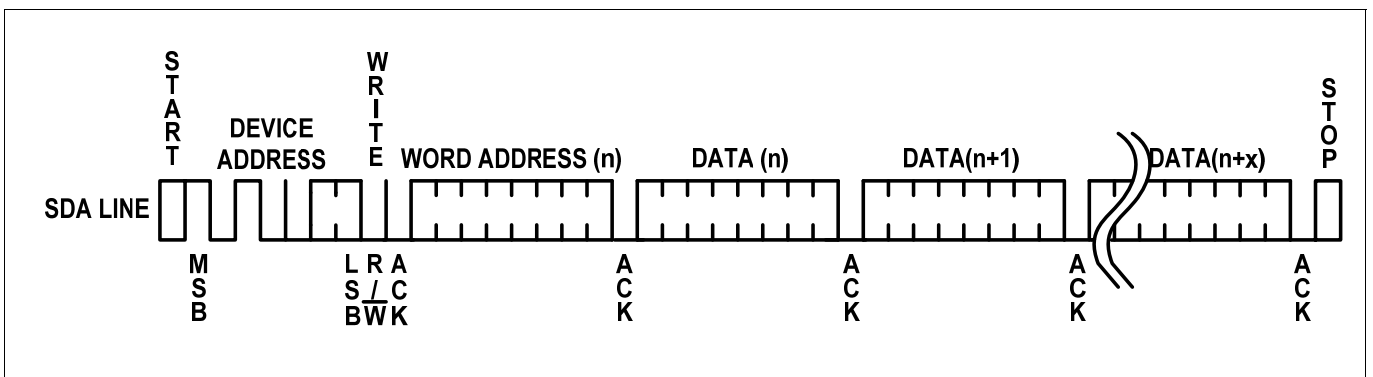 START
WRITE
STOP
DEVICE
ADDRESS
WORD ADDRESS (n)
DATA (n)
DATA(n+1)
DATA(n+x)
SDA LINE
MSB
LSB
R/W
ACK
ACK
ACK
ACK
ACK